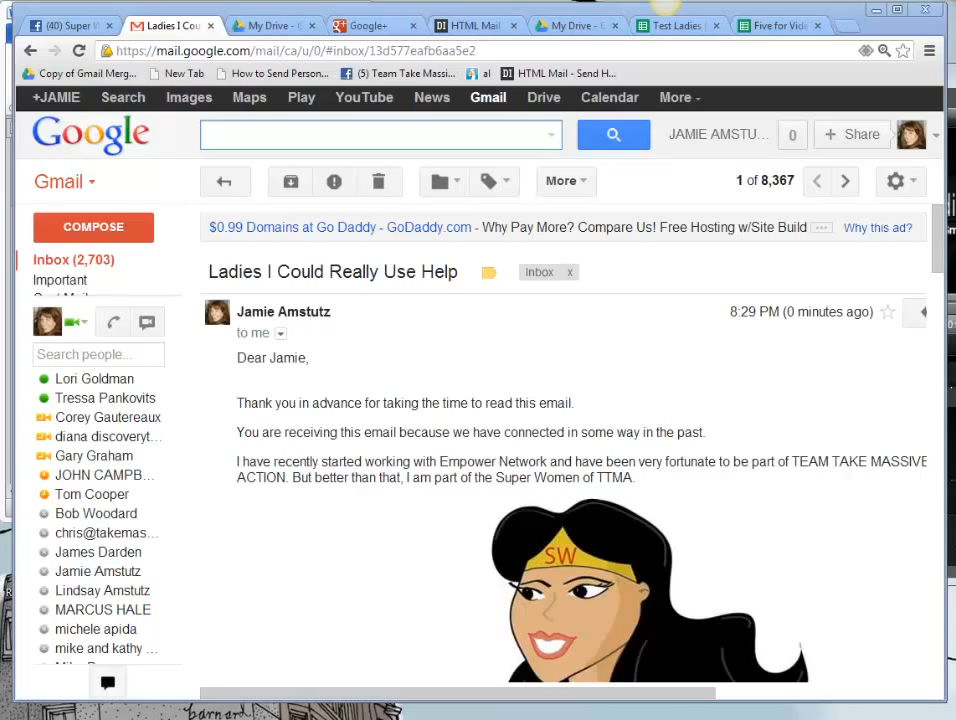 (40) Super W
Ladies I Cou
My Drive - G
Google+
HTML Mail
My Drive - G
Test Ladies
Five for Vide
https://mail.google.com/mail/ca/u/0/#inbox/13d577eafb6aa5e2
Copy of Gmail Merg...
New Tab
How to Send Person...
(5) Team Take Massi...
al
HTML Mail - Send H...
+JAMIE Search Images Maps Play YouTube News Gmail Drive Calendar More
Google
JAMIE AMSTU... 0 + Share
Gmail
More
1 of 8,367
COMPOSE
$0.99 Domains at Go Daddy - GoDaddy.com - Why Pay More? Compare Us! Free Hosting w/Site Build Why this ad?
Inbox (2,703)
Important
Ladies I Could Really Use Help Inbox x
Jamie Amstutz 8:29 PM (0 minutes ago)
to me
Search people...
Lori Goldman
Tressa Pankovits
Corey Gautereaux
diana discoveryt...
Gary Graham
JOHN CAMPB...
Tom Cooper
Bob Woodard
chris@takemas...
James Darden
Jamie Amstutz
Lindsay Amstutz
MARCUS HALE
michele apida
mike and kathy ...
Dear Jamie,
Thank you in advance for taking the time to read this email.
You are receiving this email because we have connected in some way in the past.
I have recently started working with Empower Network and have been very fortunate to be part of TEAM TAKE MASSIVE
ACTION. But better than that, I am part of the Super Women of TTMA.
SW
barnard